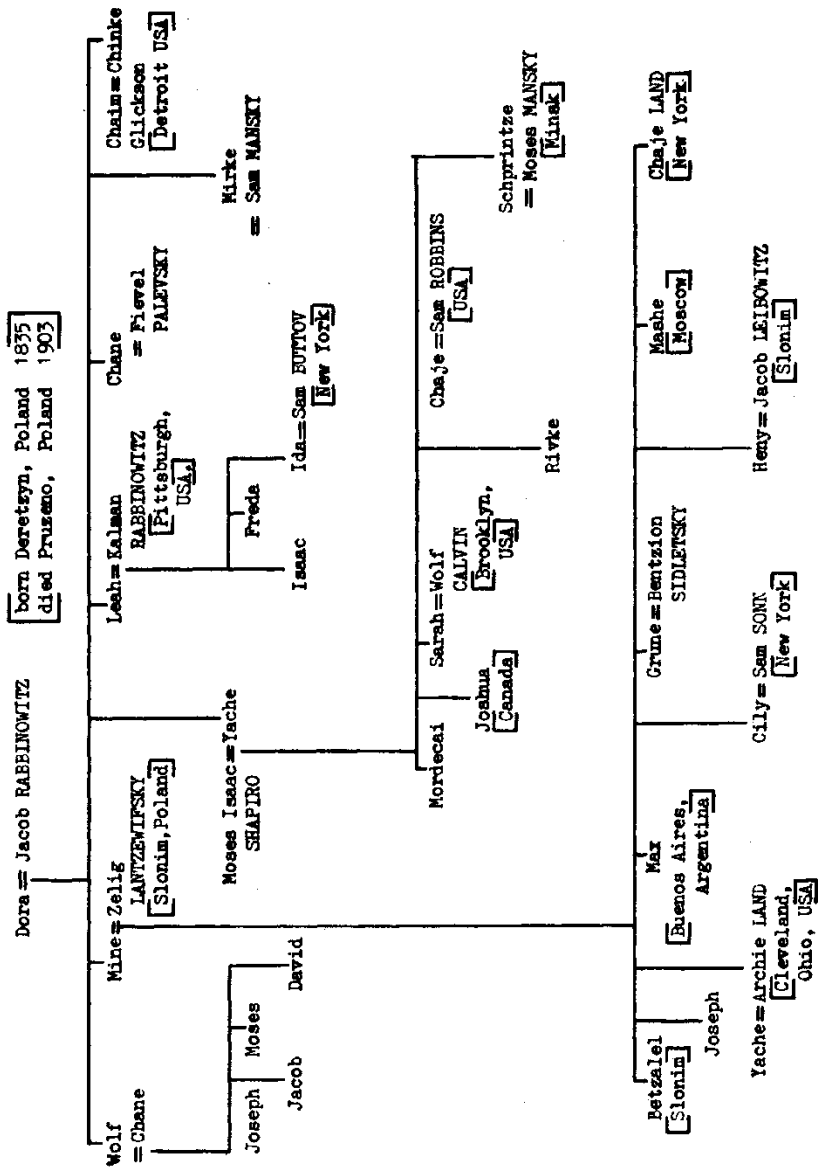 Dora = Jacob RABBINOWITZ
born Deretzyn, Poland 1835
died Pruzeno, Poland 1903
Wolf
= Chane
Mine = Zelig
LANTZEWIFSKY
Slonim, Poland
Leah = Kalman
RABBINOWITZ
Pittsburgh,
USA,
Chane
= Fievel
PALEVSKY
Chaim = Chinke
Glickson
Detroit USA
Moses Isaac = Yache
SHAPIRO
Mirke
= Sam MANSKY
Joseph
Jacob
Moses
David
Isaac
Freda
Ida = Sam BUTTOV
New York
Mordecai
Joshua
Canada
Sarah = Wolf
CALVIN
Brooklyn,
USA
Rivke
Chaje = Sam ROBBINS
USA
Schprintze
= Moses MANSKY
Minsk
Betzalel
Slonim
Joseph
Yache = Archie LAND
Cleveland,
Ohio, USA
Max
Buenos Aires,
Argentina
Cily = Sam SONN
New York
Grune = Bentzion
SIDLETSKY
Heny = Jacob LEIBOWITZ
Slonim
Mashe
Moscow
Chaje LAND
New York